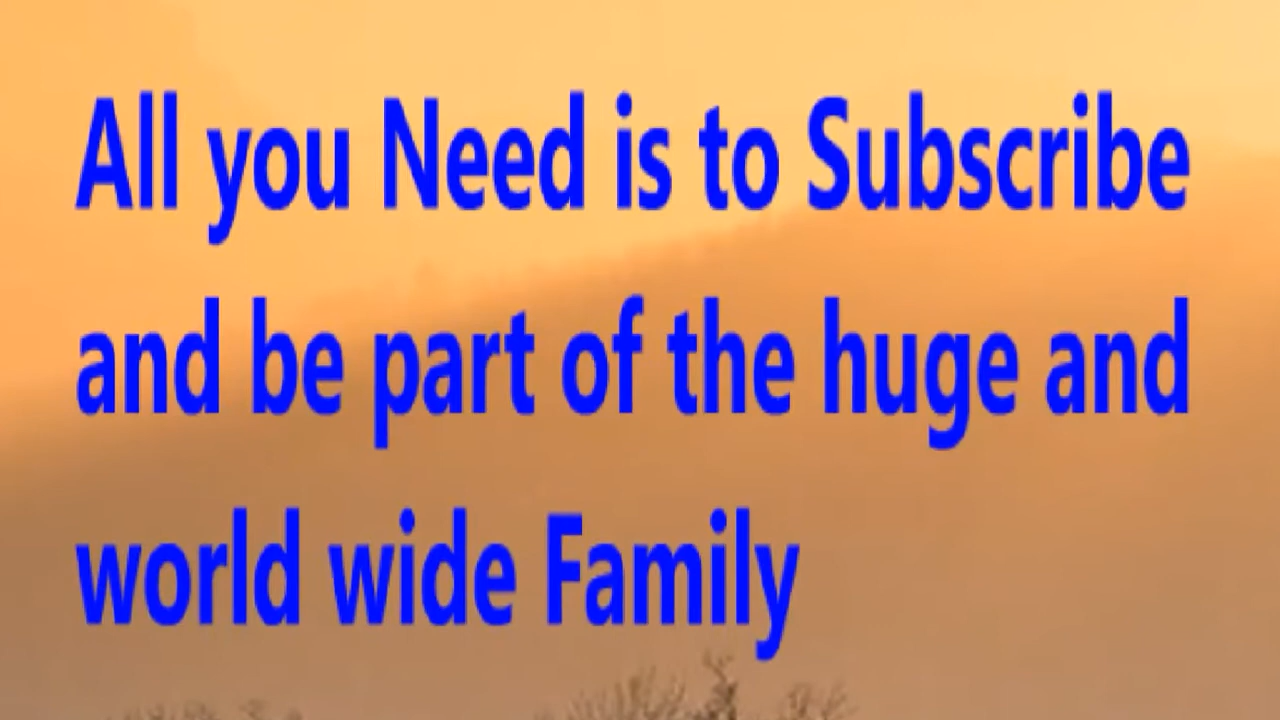 All you Need is to Subscribe
and be part of the huge and
world wide Family